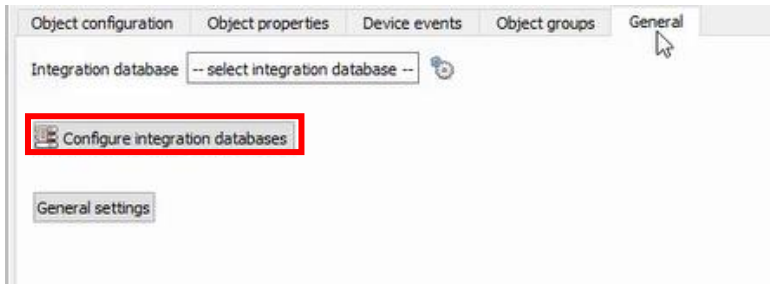 Object configuration Object properties Device events Object groups General
Integration database -- select integration database --
Configure integration databases
General settings